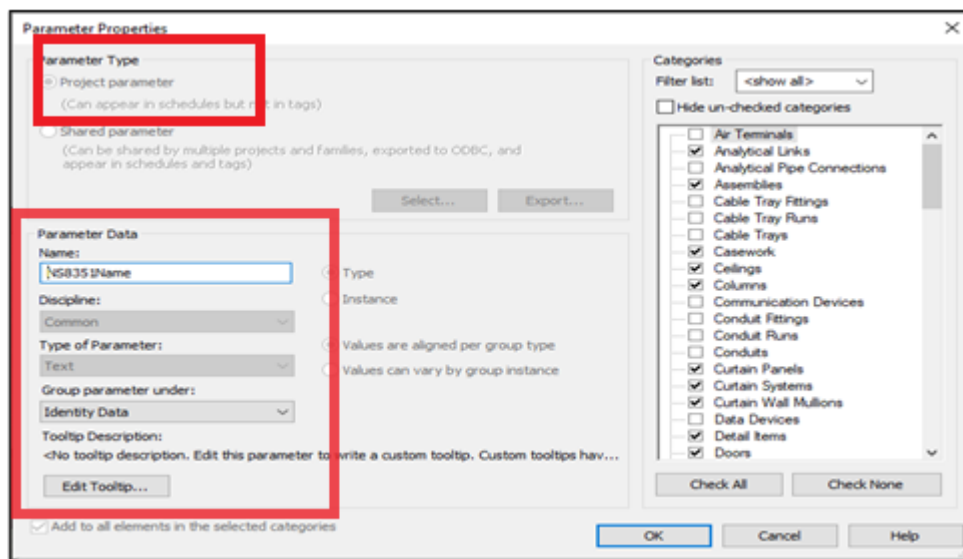 Parameter Properties
Parameter Type
Project parameter
(Can appear in schedules but not in tags)
Shared parameter
(Can be shared by multiple projects and families, exported to ODBC, and
appear in schedules and tags)
Select...
Export...
Parameter Data
Name:
NS8351Name
Discipline:
Common
Type of Parameter:
Text
Group parameter under:
Identity Data
Tooltip Description:
<No tooltip description. Edit this parameter to write a custom tooltip. Custom tooltips hav...
Edit Tooltip...
Type
Instance
Values are aligned per group type
Values can vary by group instance
Add to all elements in the selected categories
Categories
Filter list:
<show all>
Hide un-checked categories
Air Terminals
Analytical Links
Analytical Pipe Connections
Assemblies
Cable Tray Fittings
Cable Tray Runs
Cable Trays
Casework
Ceilings
Columns
Communication Devices
Conduit Fittings
Conduit Runs
Conduits
Curtain Panels
Curtain Systems
Curtain Wall Mullions
Data Devices
Detail Items
Doors
Check All
Check None
OK
Cancel
Help